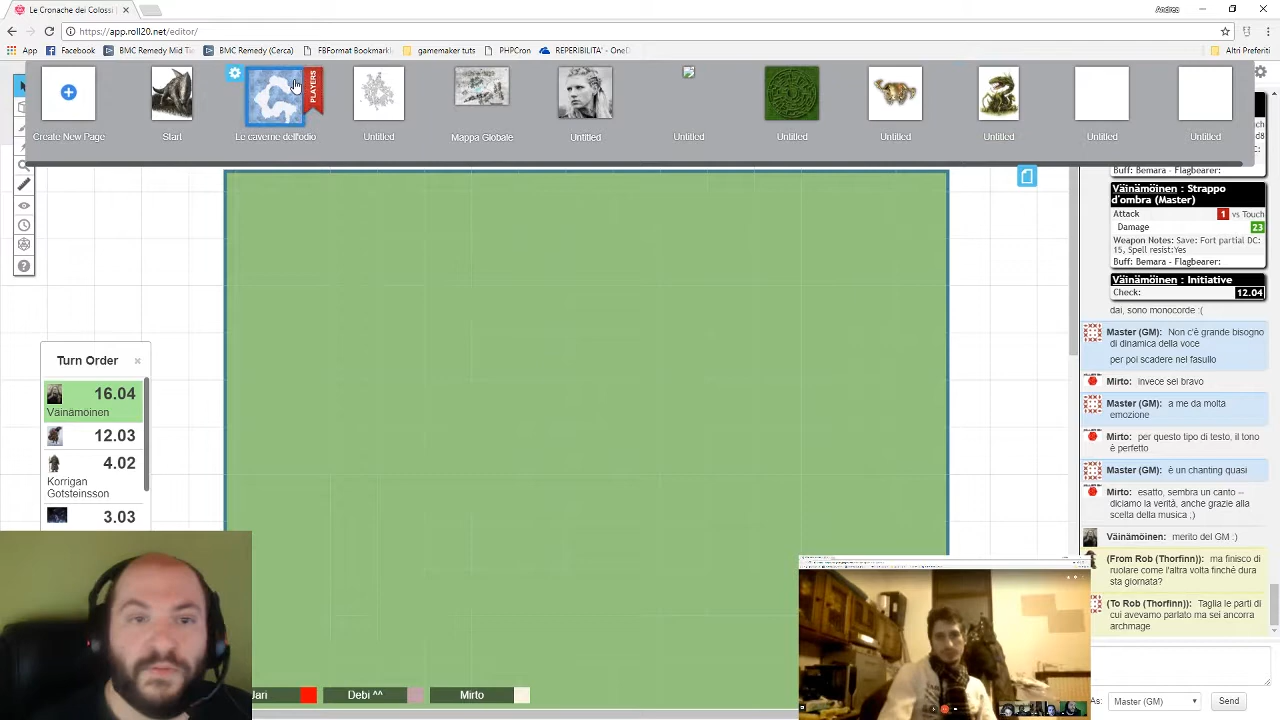 Le Cronache dei Colossi |
Andrea
https://app.roll20.net/editor/
App
Facebook
BMC Remedy Mid Tie
BMC Remedy (Cerca)
FBFormat Bookmark
gamemaker tuts
PHPCron
REPERIBILITA' - OneD
Altri Preferiti
PLAYERS
Create New Page
Start
Le caverne dell'odio
Untitled
Mappa Globale
Untitled
Untitled
Untitled
Untitled
Untitled
Untitled
Untitled
Turn Order
16.04
Väinämöinen
12.03
4.02
Korrigan
Gotsteinsson
3.03
Jari
Debi ^^
Mirto
Buff: Bemara - Flagbearer:
Väinämöinen : Strappo
d'ombra (Master)
Attack 1 vs Touch
Damage 23
Weapon Notes: Save: Fort partial DC:
15, Spell resist:Yes
Buff: Bemara - Flagbearer:
Väinämöinen : Initiative
Check: 12.04
dai, sono monocorde :(
Master (GM): Non c'è grande bisogno
di dinamica della voce
per poi scadere nel fasullo
Mirto: invece sei bravo
Master (GM): a me da molta
emozione
Mirto: per questo tipo di testo, il tono
è perfetto
Master (GM): è un chanting quasi
Mirto: esatto, sembra un canto --
diciamo la verità, anche grazie alla
scelta della musica ;)
Väinämöinen: merito del GM :)
(From Rob (Thorfinn)): ma finisco di
ruolare come l'altra volta finché dura
sta giornata?
(To Rob (Thorfinn)): Taglia le parti di
cui avevamo parlato ma sei ancorra
archmage
As:
Master (GM)
Send